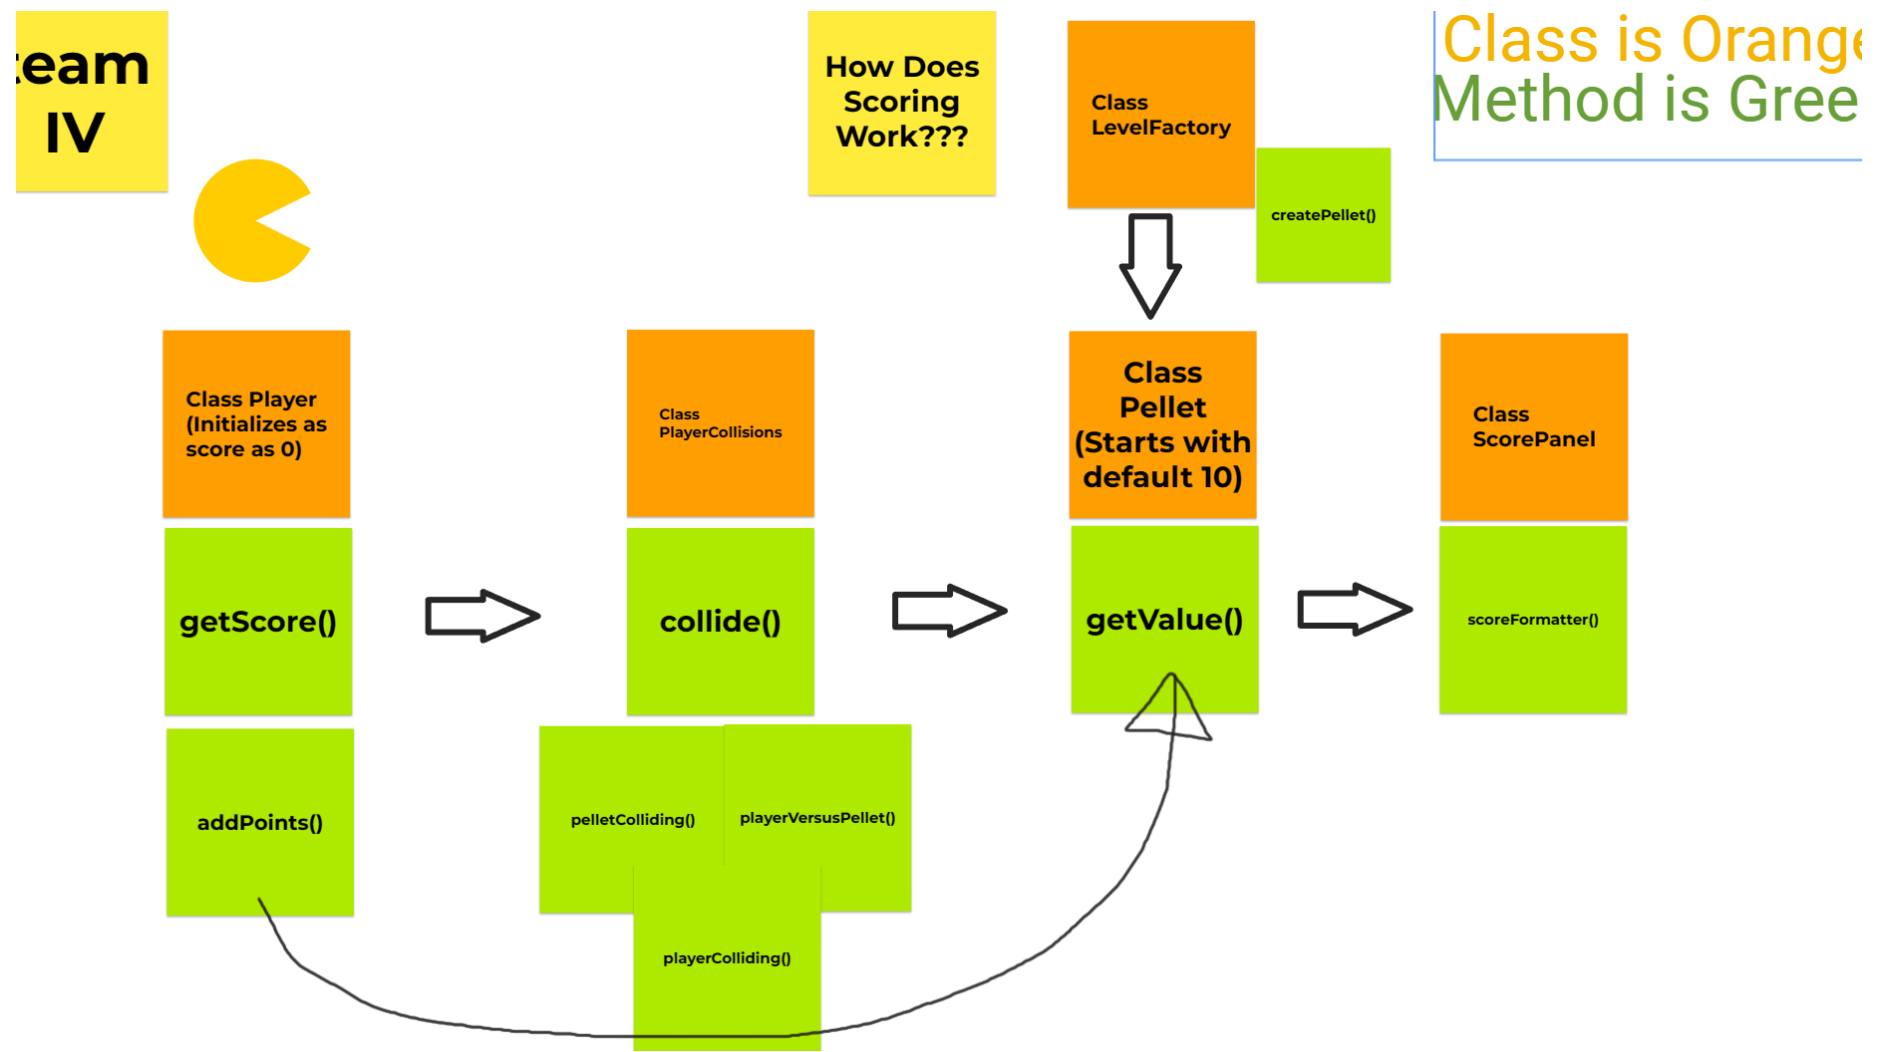 team
IV
How Does
Scoring
Work???
Class
LevelFactory
Class is Orange
Method is Gree
createPellet()
Class Player
(Initializes as
score as 0)
Class
PlayerCollisions
Class
Pellet
(Starts with
default 10)
Class
ScorePanel
getScore()
collide()
getValue()
scoreFormatter()
addPoints()
pelletColliding()
playerVersusPellet()
playerColliding()